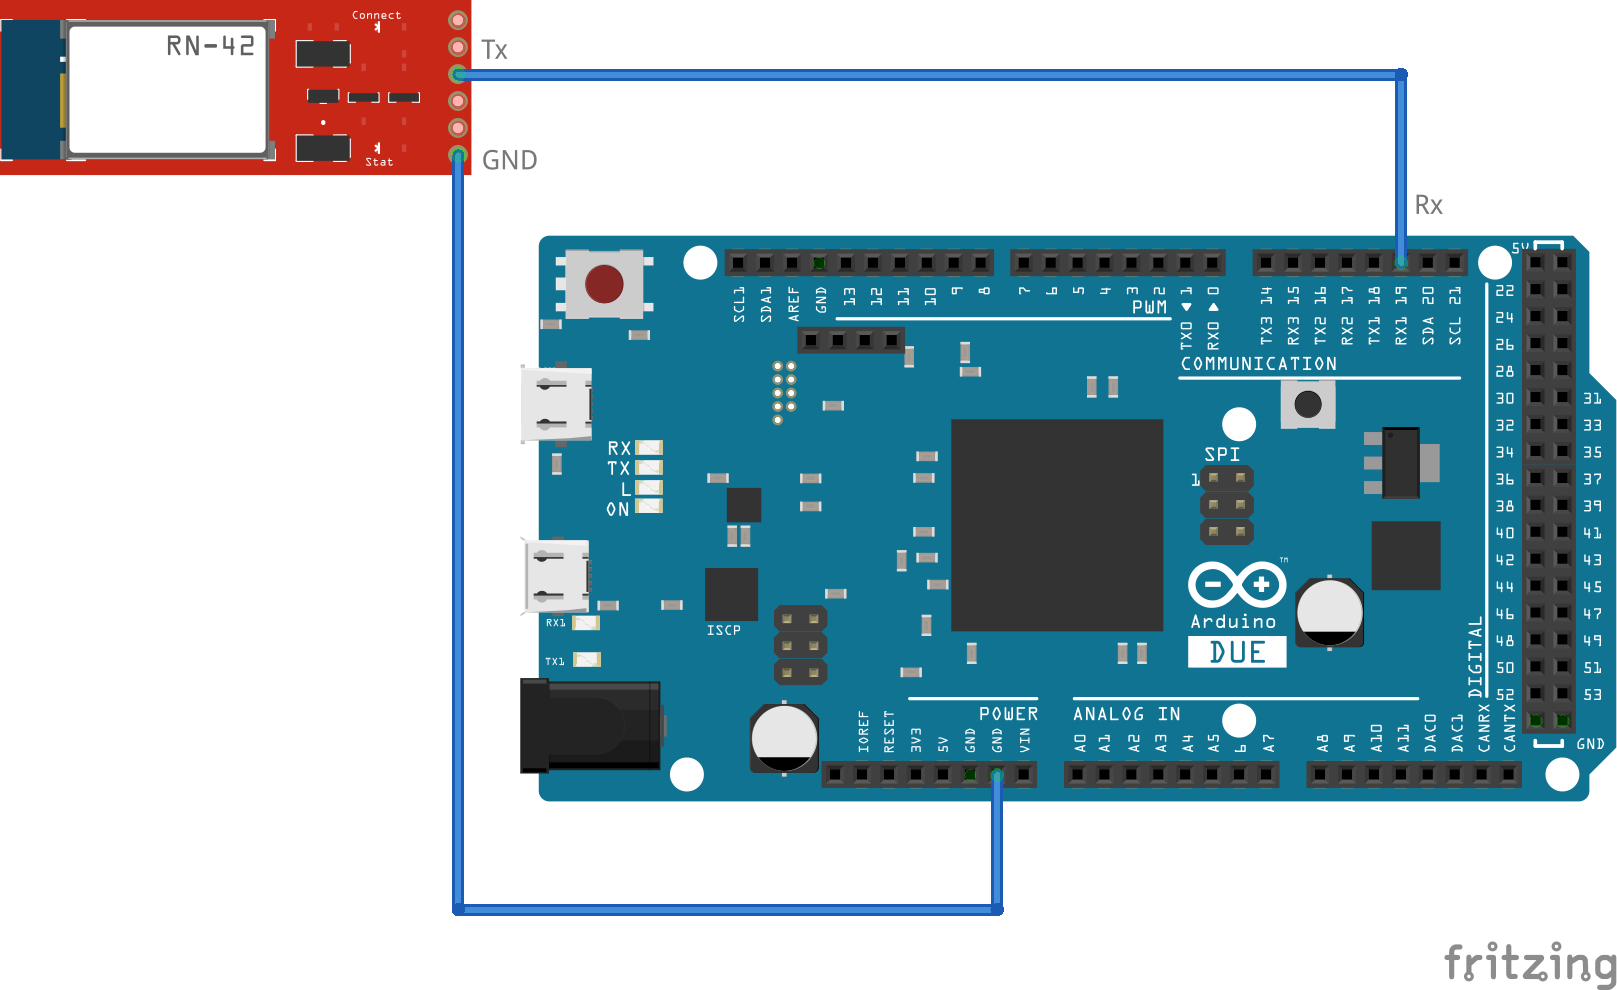 Connect
RN-42
Tx
Stat
GND
Rx
5V
SCL1
SDA1
AREF
GND
13
12
11
10
9
8
7
6
5
4
3
2
1
0
PWM
TX0
RX0
TX3 14
RX3 15
TX2 16
RX2 17
TX1 18
RX1 19
SDA 20
SCL 21
COMMUNICATION
22
24
26
28
30 31
32 33
34 35
36 37
38 39
40 41
42 43
44 45
46 47
48 49
50 51
52 53
GND
DIGITAL
RX
TX
L
ON
SPI
1
TM
Arduino
DUE
RX1
TX1
ISCP
POWER
ANALOG IN
IOREF
RESET
3V3
5V
GND
GND
VIN
A0
A1
A2
A3
A4
A5
6
A7
A8
A9
A10
A11
DAC0
DAC1
CANRX
CANTX
fritzing